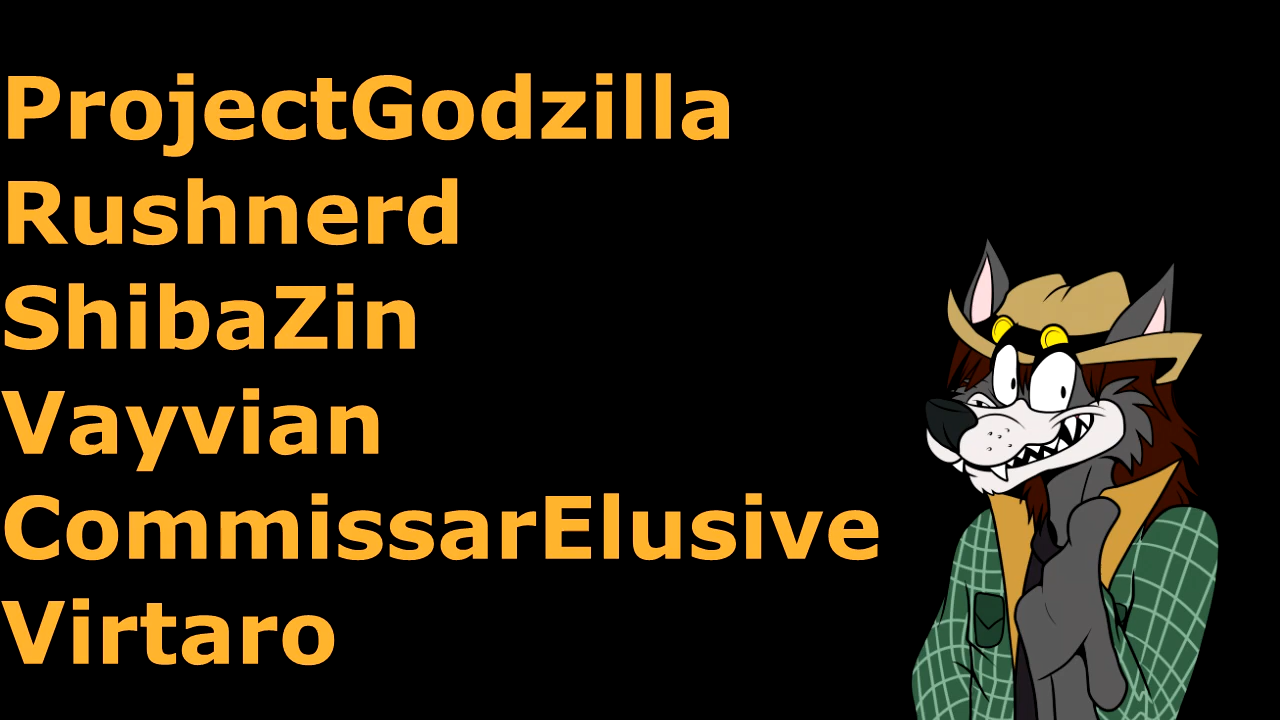 ProjectGodzilla
Rushnerd
ShibaZin
Vayvian
CommissarElusive
Virtaro